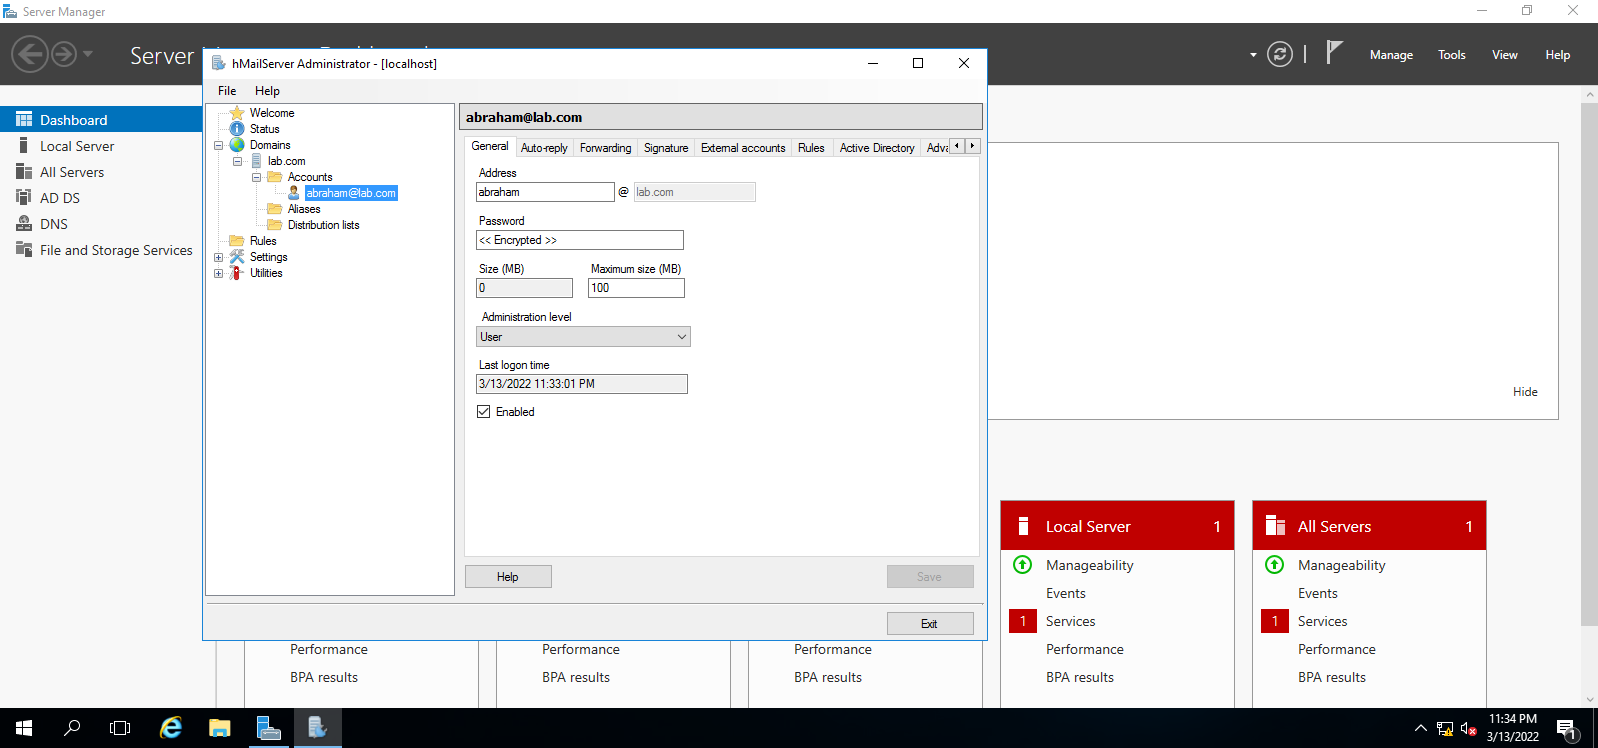 Server Manager
Server
Manage
Tools
View
Help
hMailServer Administrator - [localhost]
File
Help
Dashboard
Local Server
All Servers
AD DS
DNS
File and Storage Services
Welcome
Status
Domains
lab.com
Accounts
abraham@lab.com
Aliases
Distribution lists
Rules
Settings
Utilities
abraham@lab.com
General
Auto-reply
Forwarding
Signature
External accounts
Rules
Active Directory
Adva
Address
abraham @ lab.com
Password
<< Encrypted >>
Size (MB)
Maximum size (MB)
0
100
Administration level
User
Last logon time
3/13/2022 11:33:01 PM
Enabled
Help
Save
Exit
Hide
Local Server 1
Manageability
Events
1 Services
Performance
BPA results
All Servers 1
Manageability
Events
1 Services
Performance
BPA results
Performance
BPA results
Performance
BPA results
Performance
BPA results
11:34 PM
3/13/2022
1